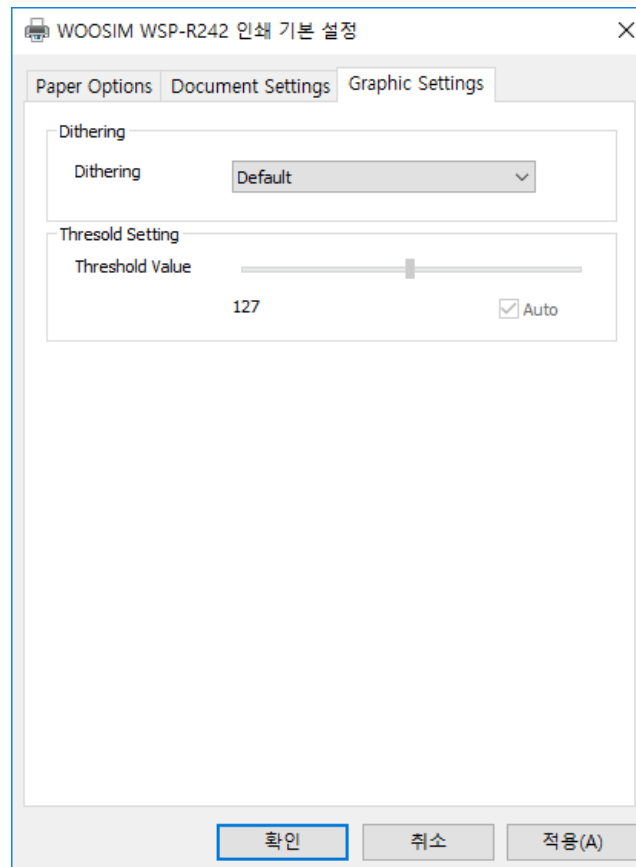 WOOSIM WSP-R242 인쇄 기본 설정
Paper Options Document Settings Graphic Settings
Dithering
Dithering Default
Thresold Setting
Threshold Value
127 Auto
확인 취소 적용(A)